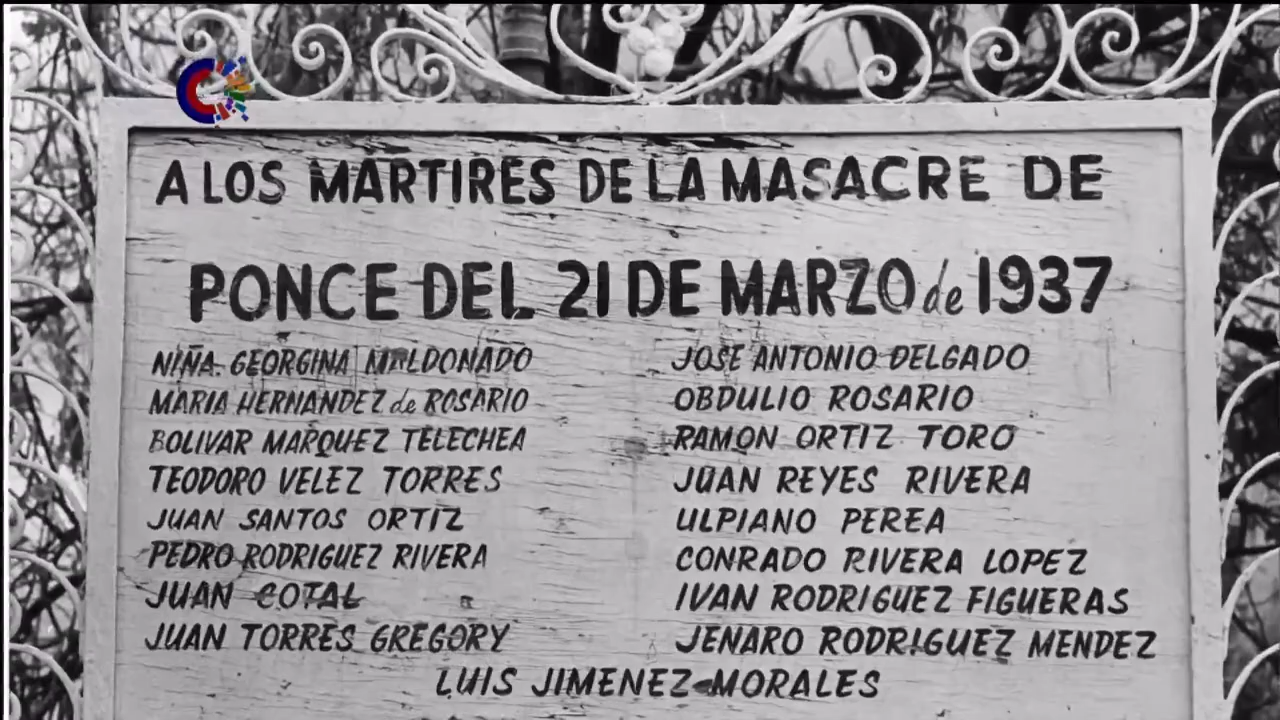 A LOS MARTIRES DE LA MASACRE DE
PONCE DEL 21 DE MARZO de 1937
NIÑA. GEORGINA MALDONADO
MARIA HERNANDEZ de ROSARIO
BOLIVAR MARQUEZ TELECHEA
TEODORO VELEZ TORRES
JUAN SANTOS ORTIZ
PEDRO RODRIGUEZ RIVERA
JUAN COTAL
JUAN TORRES GREGORY
JOSE ANTONIO DELGADO
OBDULIO ROSARIO
RAMON ORTIZ TORO
JUAN REYES RIVERA
ULPIANO PEREA
CONRADO RIVERA LOPEZ
IVAN RODRIGUEZ FIGUERAS
JENARO RODRIGUEZ MENDEZ
LUIS JIMENEZ MORALES